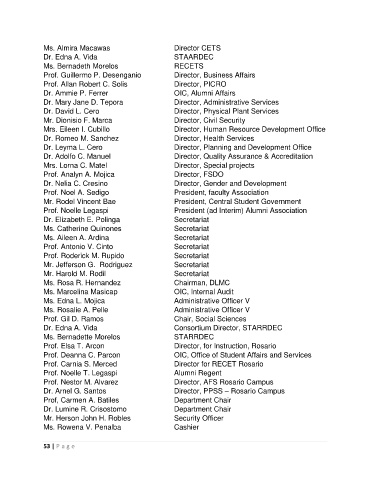 Ms. Almira Macawas Director CETS
Dr. Edna A. Vida STAARDEC
Ms. Bernadeth Morelos RECETS
Prof. Guillermo P. Desenganio Director, Business Affairs
Prof. Allan Robert C. Solis Director, PICRO
Dr. Ammie P. Ferrer OIC, Alumni Affairs
Dr. Mary Jane D. Tepora Director, Administrative Services
Dr. David L. Cero Director, Physical Plant Services
Mr. Dionisio F. Marca Director, Civil Security
Mrs. Eileen I. Cubillo Director, Human Resource Development Office
Dr. Romeo M. Sanchez Director, Health Services
Dr. Leyma L. Cero Director, Planning and Development Office
Dr. Adolfo C. Manuel Director, Quality Assurance & Accreditation
Mrs. Lorna C. Matel Director, Special projects
Prof. Analyn A. Mojica Director, FSDO
Dr. Nelia C. Cresino Director, Gender and Development
Prof. Noel A. Sedigo President, faculty Association
Mr. Rodel Vincent Bae President, Central Student Government
Prof. Noelle Legaspi President (ad Interim) Alumni Association
Dr. Elizabeth E. Polinga Secretariat
Ms. Catherine Quinones Secretariat
Ms. Aileen A. Ardina Secretariat
Prof. Antonio V. Cinto Secretariat
Prof. Roderick M. Rupido Secretariat
Mr. Jefferson G. Rodriguez Secretariat
Mr. Harold M. Rodil Secretariat
Ms. Rosa R. Hernandez Chairman, DLMC
Ms. Marcelina Masicap OIC, Internal Audit
Ms. Edna L. Mojica Administrative Officer V
Ms. Rosalie A. Pelle Administrative Officer V
Prof. Gil D. Ramos Chair, Social Sciences
Dr. Edna A. Vida Consortium Director, STARRDEC
Ms. Bernadette Morelos STARRDEC
Prof. Elsa T. Arcon Director, for Instruction, Rosario
Prof. Deanna C. Parcon OIC, Office of Student Affairs and Services
Prof. Carnia S. Merced Director for RECET Rosario
Prof. Noelle T. Legaspi Alumni Regent
Prof. Nestor M. Alvarez Director, AFS Rosario Campus
Dr. Arnel G. Santos Director, PPSS – Rosario Campus
Prof, Carmen A. Batiles Department Chair
Dr. Lumine R. Crisostomo Department Chair
Mr. Herson John H. Robles Security Officer
Ms. Rowena V. Penalba Cashier
53 | P a g e